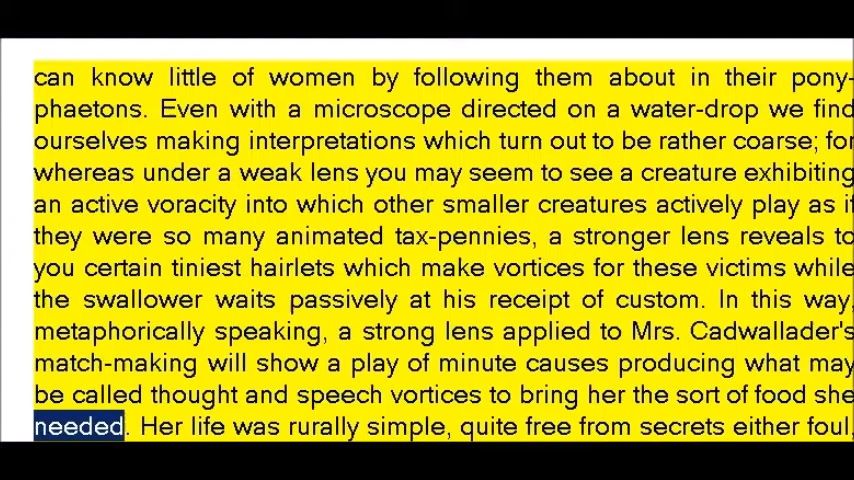 can know little of women by following them about in their pony-
phaetons. Even with a microscope directed on a water-drop we find
ourselves making interpretations which turn out to be rather coarse; for
whereas under a weak lens you may seem to see a creature exhibiting
an active voracity into which other smaller creatures actively play as if
they were so many animated tax-pennies, a stronger lens reveals to
you certain tiniest hairlets which make vortices for these victims while
the swallower waits passively at his receipt of custom. In this way,
metaphorically speaking, a strong lens applied to Mrs. Cadwallader's
match-making will show a play of minute causes producing what may
be called thought and speech vortices to bring her the sort of food she
needed. Her life was rurally simple, quite free from secrets either foul,